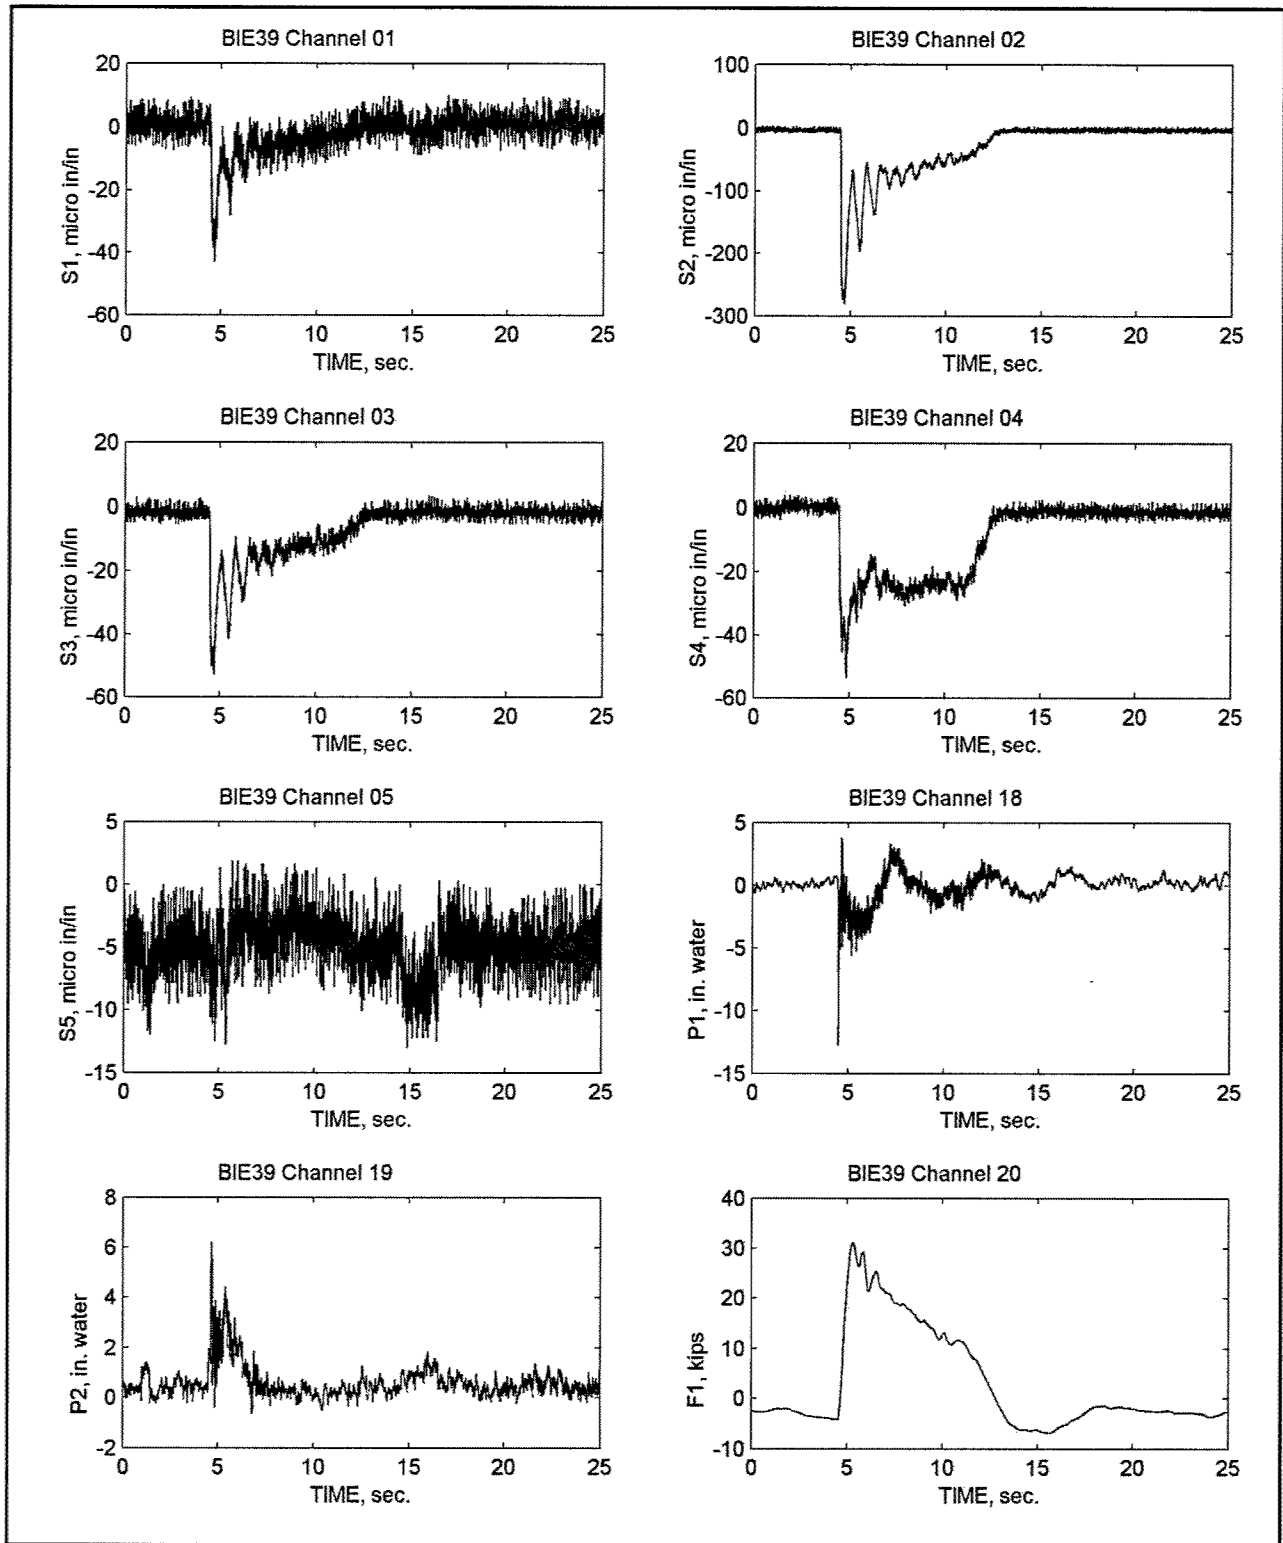 BIE39 Channel 01
20
0
-20
-40
-60
S1, micro in/in
0 5 10 15 20 25
TIME, sec.
BIE39 Channel 02
100
0
-100
-200
-300
S2, micro in/in
0 5 10 15 20 25
TIME, sec.
BIE39 Channel 03
20
0
-20
-40
-60
S3, micro in/in
0 5 10 15 20 25
TIME, sec.
BIE39 Channel 04
20
0
-20
-40
-60
S4, micro in/in
0 5 10 15 20 25
TIME, sec.
BIE39 Channel 05
5
0
-5
-10
-15
S5, micro in/in
0 5 10 15 20 25
TIME, sec.
BIE39 Channel 18
5
0
-5
-10
-15
P1, in. water
0 5 10 15 20 25
TIME, sec.
BIE39 Channel 19
8
6
4
2
0
-2
P2, in. water
0 5 10 15 20 25
TIME, sec.
BIE39 Channel 20
40
30
20
10
0
-10
F1, kips
0 5 10 15 20 25
TIME, sec.